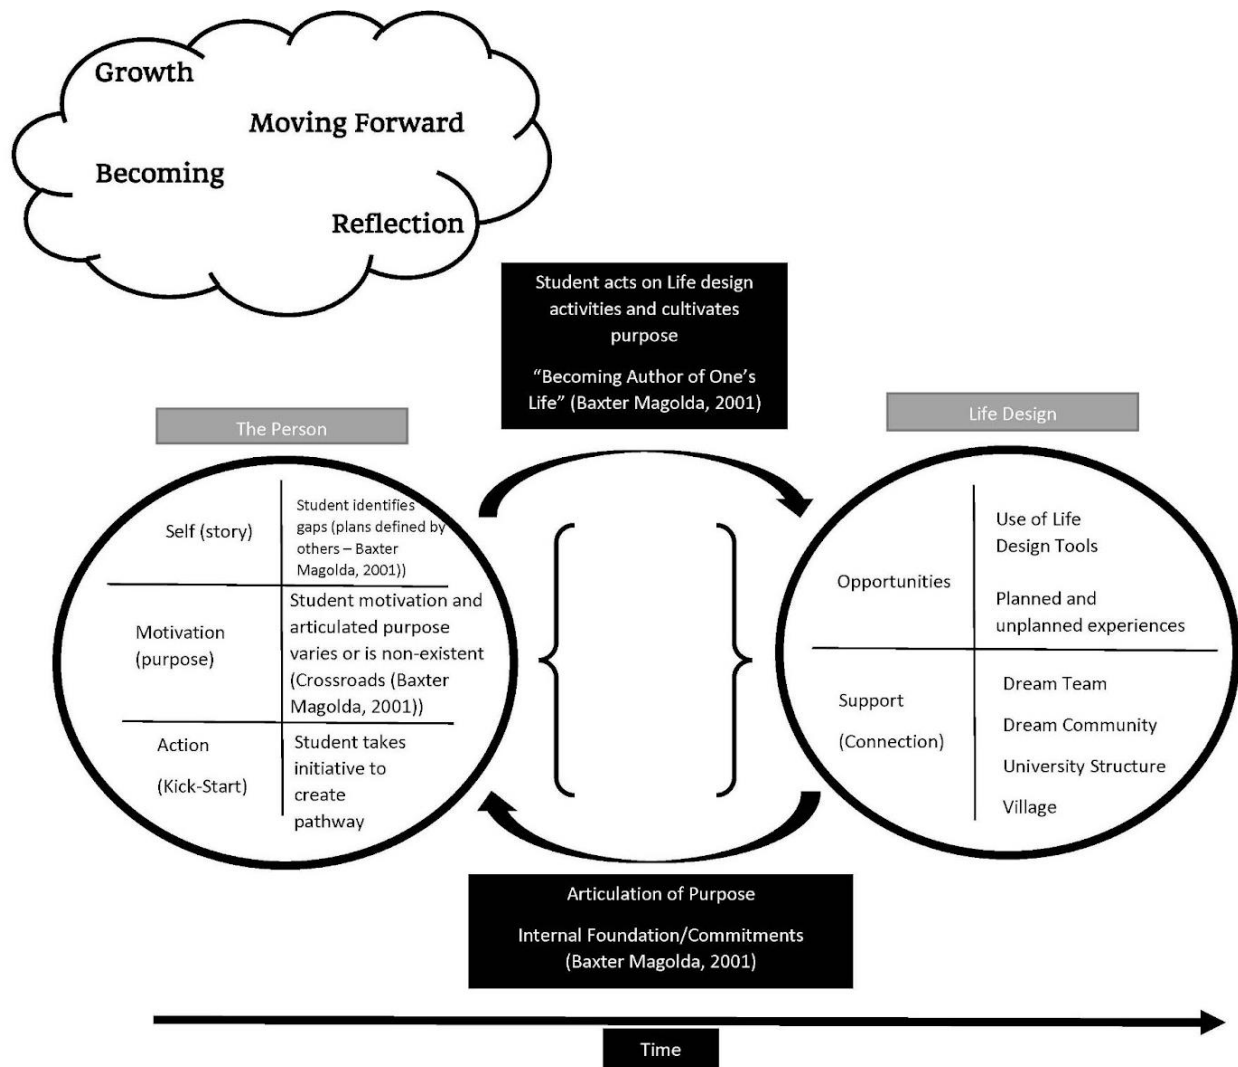 Growth
Moving Forward
Becoming
Reflection
Student acts on Life design
activities and cultivates
purpose
“Becoming Author of One’s
Life” (Baxter Magolda, 2001)
The Person
Life Design
Self (story)
Student identifies
gaps (plans defined by
others – Baxter
Magolda, 2001))
Motivation
(purpose)
Student motivation and
articulated purpose
varies or is non-existent
(Crossroads (Baxter
Magolda, 2001))
Action
(Kick-Start)
Student takes
initiative to
create
pathway
Opportunities
Use of Life
Design Tools
Planned and
unplanned experiences
Support
(Connection)
Dream Team
Dream Community
University Structure
Village
Articulation of Purpose
Internal Foundation/Commitments
(Baxter Magolda, 2001)
Time